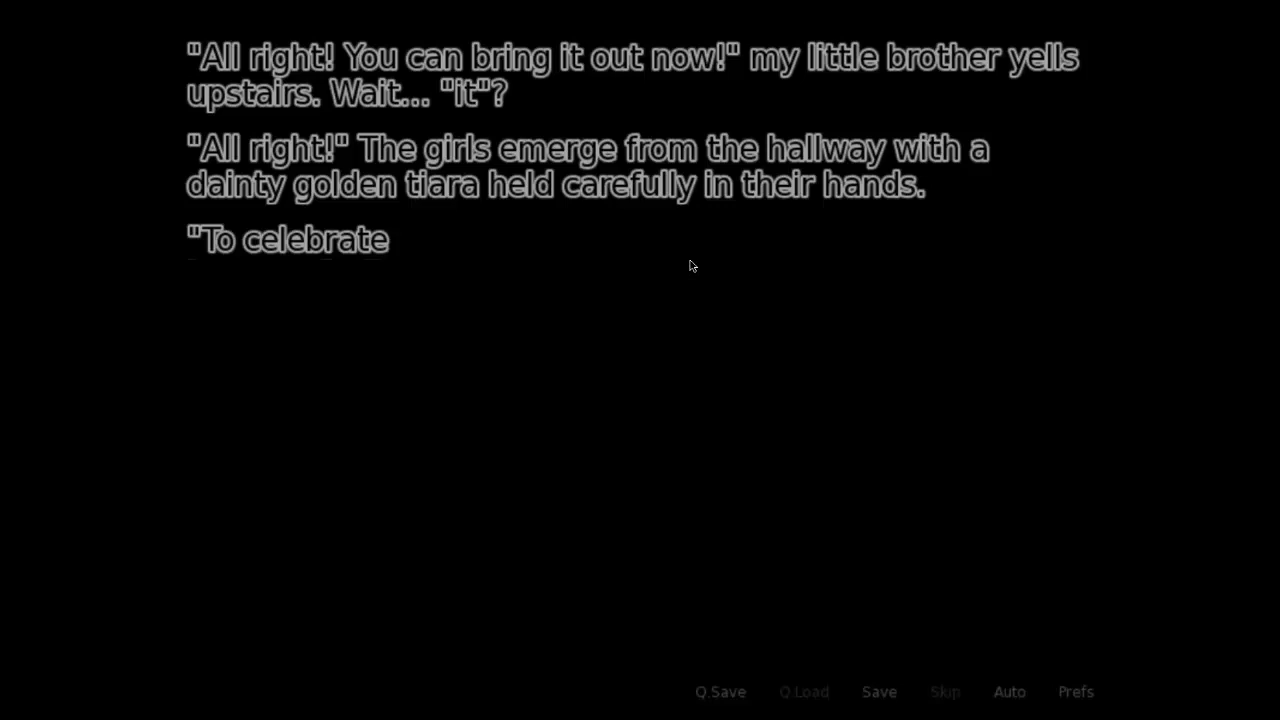 "All right! You can bring it out now!" my little brother yells
upstairs. Wait... "it"?
"All right!" The girls emerge from the hallway with a
dainty golden tiara held carefully in their hands.
"To celebrate
Q.Save Q.Load Save Skip Auto Prefs